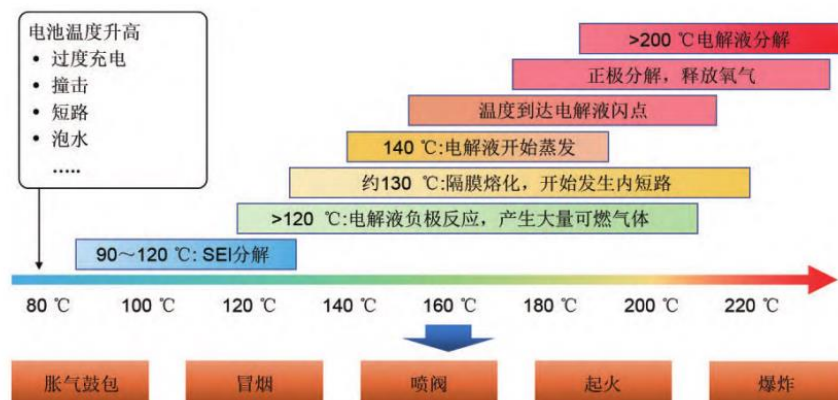 电池温度升高
• 过度充电
• 撞击
• 短路
• 泡水
.....
>200 ℃电解液分解
正极分解，释放氧气
温度到达电解液闪点
140 ℃:电解液开始蒸发
约130 ℃:隔膜熔化，开始发生内短路
>120 ℃:电解液负极反应，产生大量可燃气体
90～120 ℃: SEI分解
80 ℃ 100 ℃ 120 ℃ 140 ℃ 160 ℃ 180 ℃ 200 ℃ 220 ℃
胀气鼓包 冒烟 喷阀 起火 爆炸